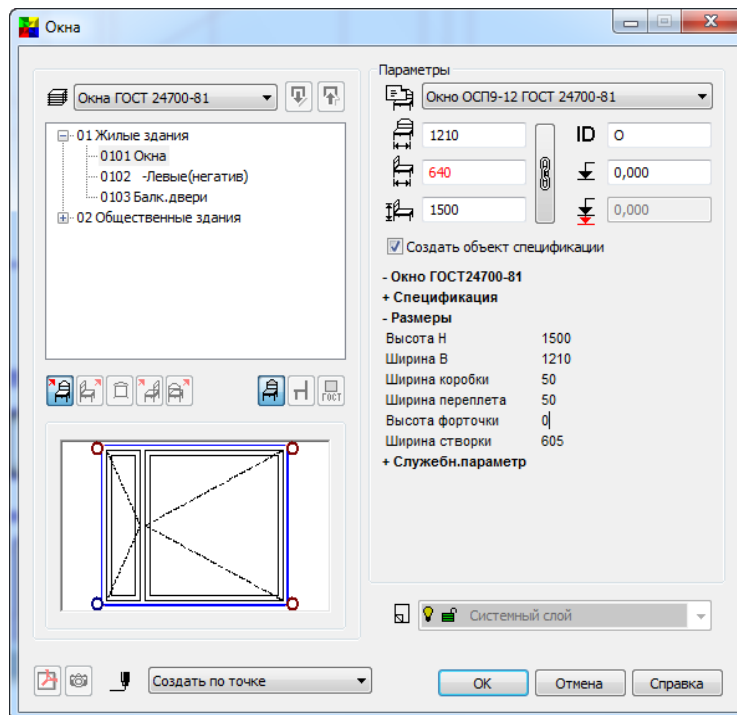 Окна
Окна ГОСТ 24700-81
01 Жилые здания
0101 Окна
0102 -Левые(негатив)
0103 Балк.двери
02 Общественные здания
ГОСТ
Создать по точке
Параметры
Окно ОСП9-12 ГОСТ 24700-81
1210
ID
О
640
0,000
1500
0,000
Создать объект спецификации
- Окно ГОСТ24700-81
+ Спецификация
- Размеры
Высота Н 1500
Ширина В 1210
Ширина коробки 50
Ширина переплета 50
Высота форточки 0
Ширина створки 605
+ Служебн.параметр
Системный слой
ОК
Отмена
Справка